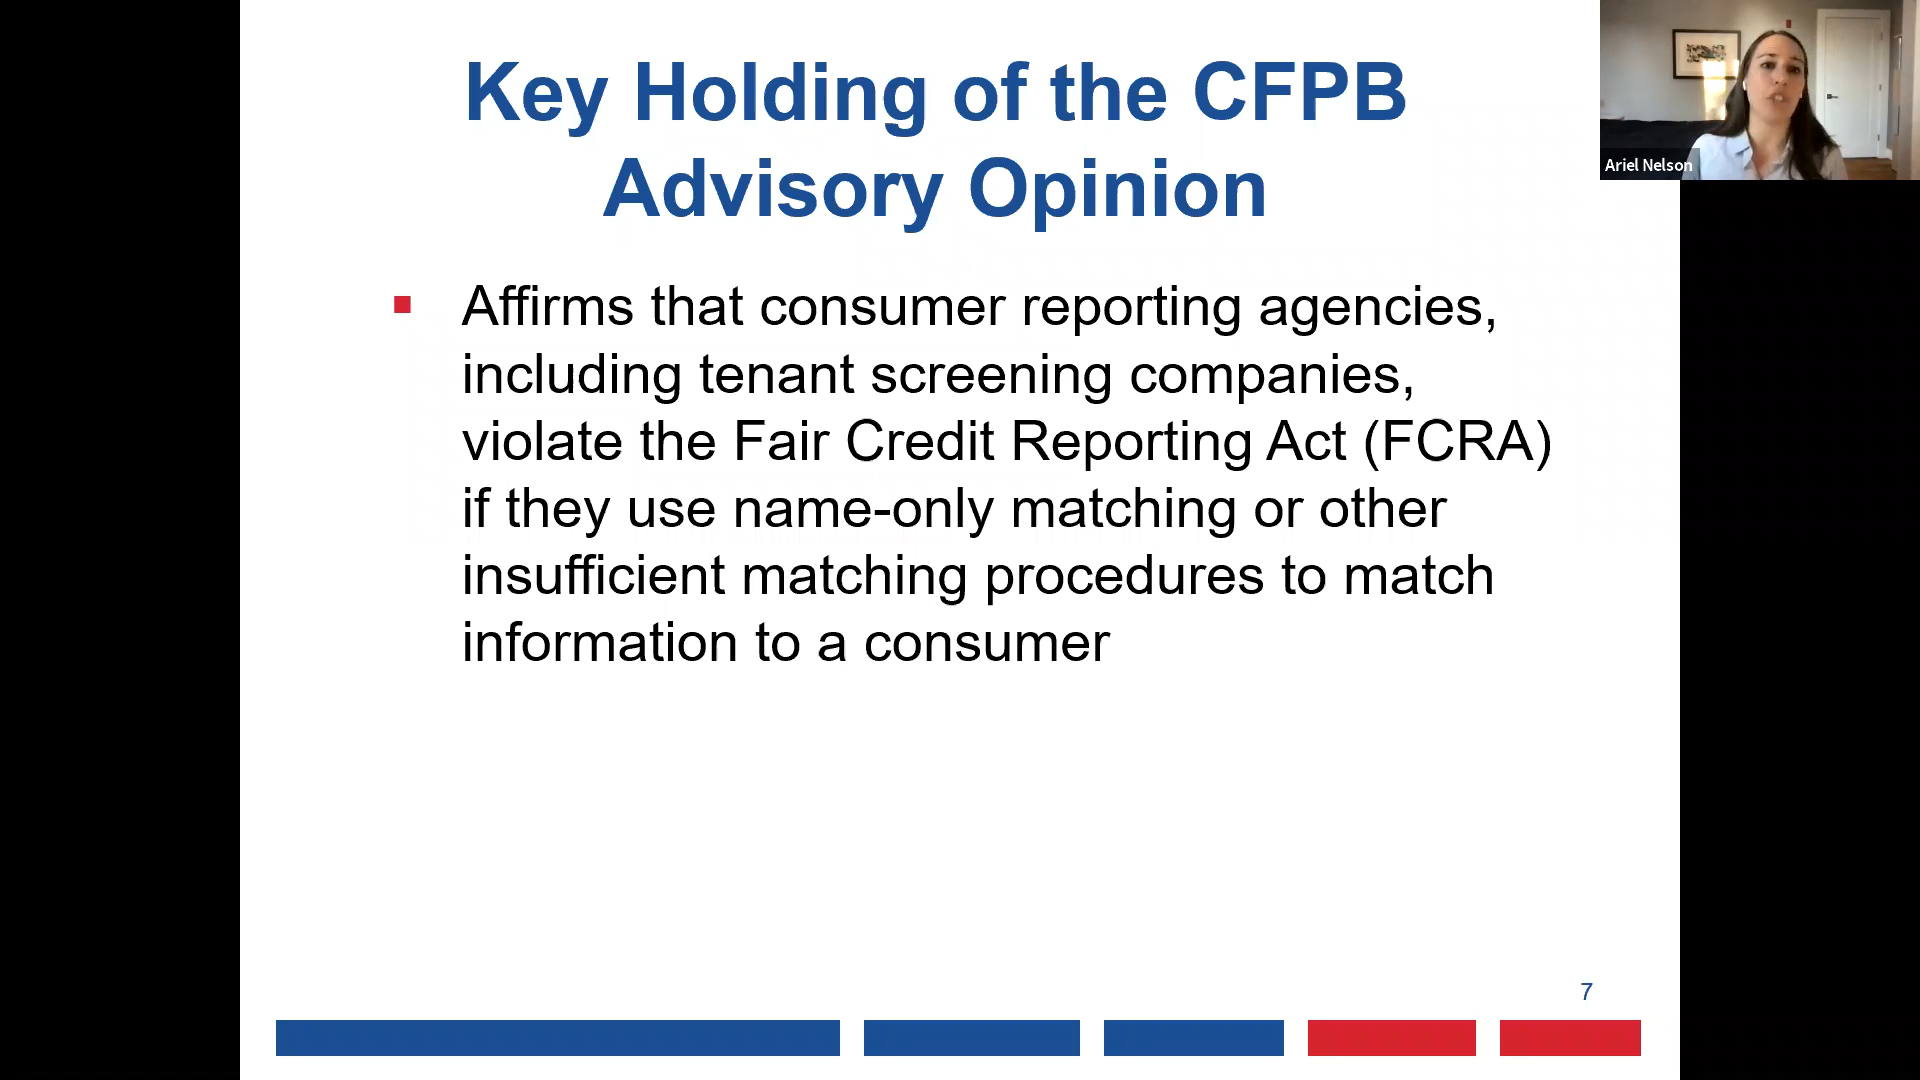 Key Holding of the CFPB
Advisory Opinion
Ariel Nelson
Affirms that consumer reporting agencies,
including tenant screening companies,
violate the Fair Credit Reporting Act (FCRA)
if they use name-only matching or other
insufficient matching procedures to match
information to a consumer
7